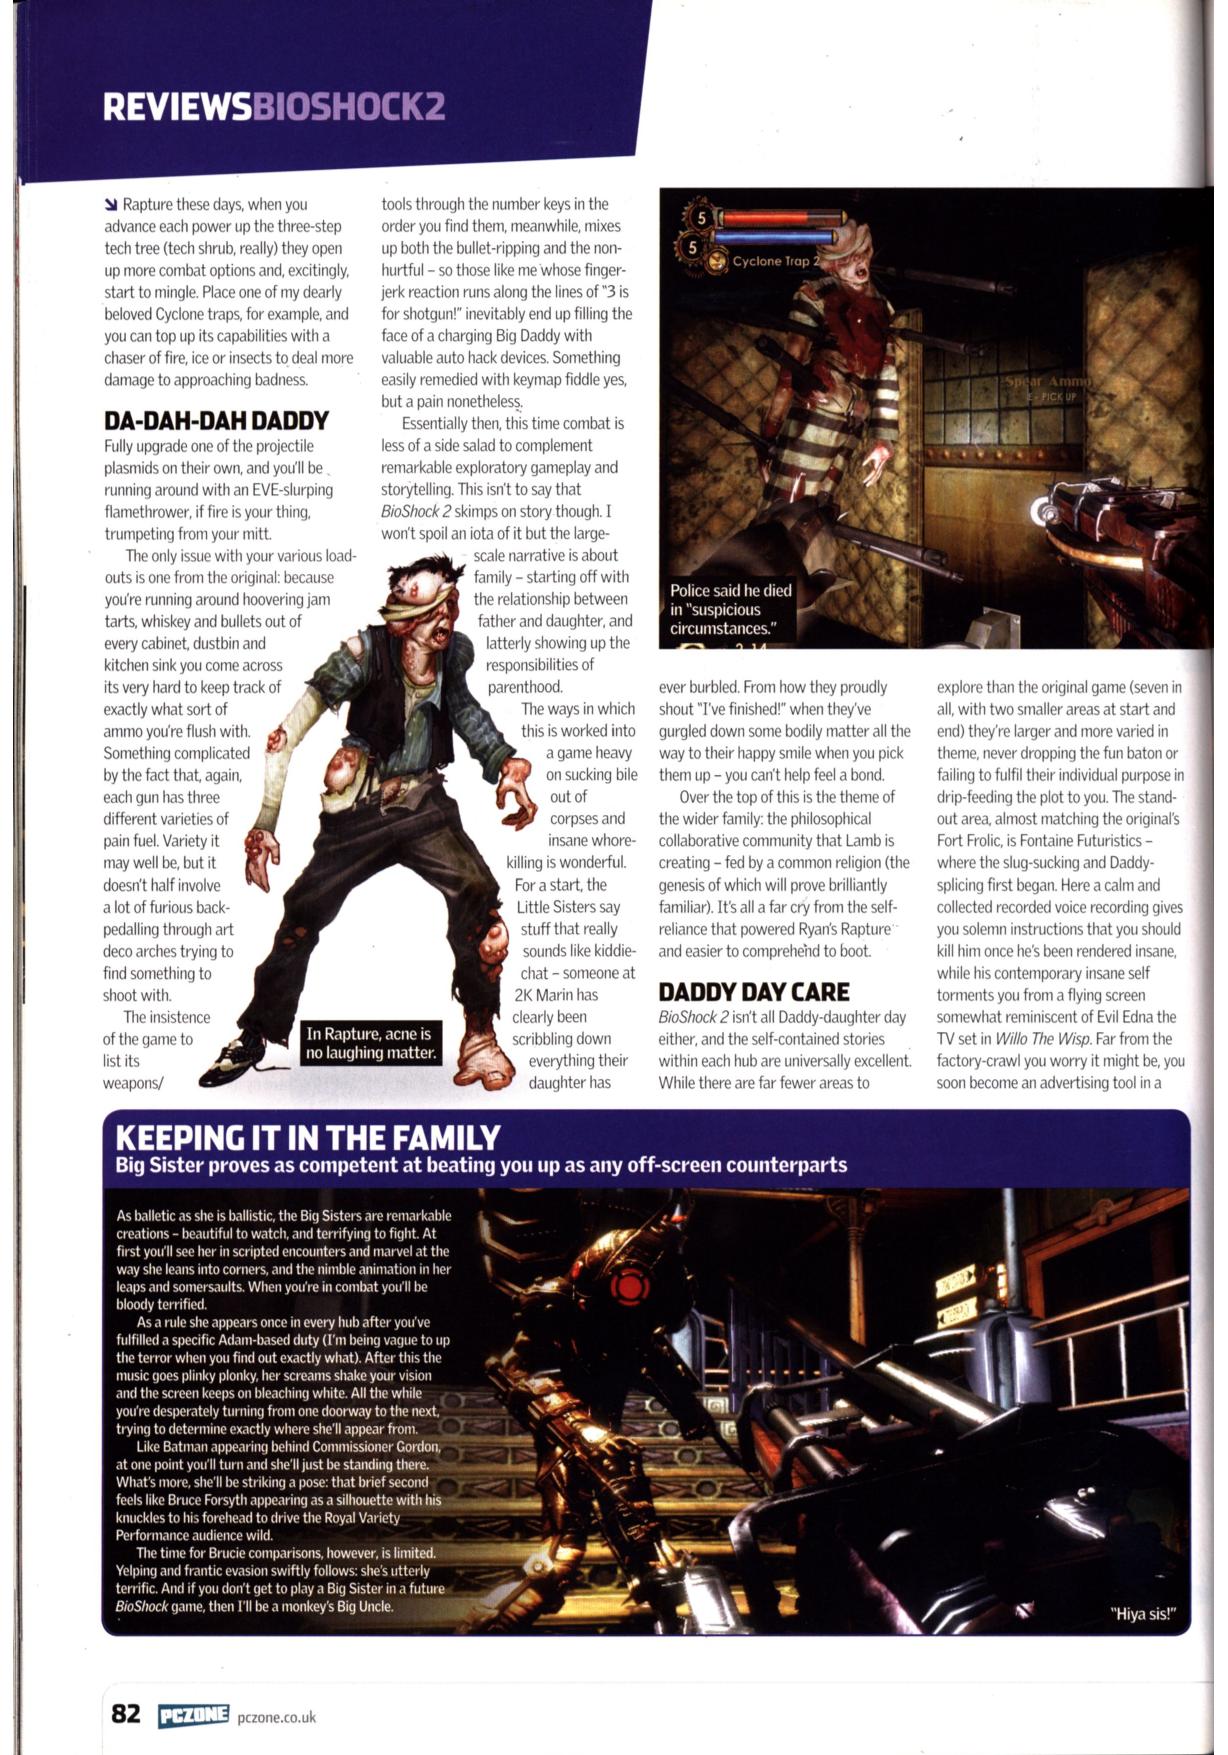 REVIEWSBIOSHOCK2
Rapture these days, when you
advance each power up the three-step
tech tree (tech shrub, really) they open
up more combat options and, excitingly,
start to mingle. Place one of my dearly
beloved Cyclone traps, for example, and
you can top up its capabilities with a
chaser of fire, ice or insects to deal more
damage to approaching badness.
DA-DAH-DAH DADDY
Fully upgrade one of the projectile
plasmids on their own, and you'll be
running around with an EVE-slurping
flamethrower, if fire is your thing,
trumpeting from your mitt.
The only issue with your various load-
outs is one from the original: because
you're running around hoovering jam
tarts, whiskey and bullets out of
every cabinet, dustbin and
kitchen sink you come across
its very hard to keep track of
exactly what sort of
ammo you're flush with.
Something complicated
by the fact that, again,
each gun has three
different varieties of
pain fuel. Variety it
may well be, but it
doesn't half involve
a lot of furious back-
pedalling through art
deco arches trying to
find something to
shoot with.
The insistence
of the game to
list its
weapons/
tools through the number keys in the
order you find them, meanwhile, mixes
up both the bullet-ripping and the non-
hurtful – so those like me whose finger-
jerk reaction runs along the lines of "3 is
for shotgun!" inevitably end up filling the
face of a charging Big Daddy with
valuable auto hack devices. Something
easily remedied with keymap fiddle yes,
but a pain nonetheless.
Essentially then, this time combat is
less of a side salad to complement
remarkable exploratory gameplay and
storytelling. This isn't to say that
BioShock 2 skimps on story though. I
won't spoil an iota of it but the large-
scale narrative is about
family – starting off with
the relationship between
father and daughter, and
latterly showing up the
responsibilities of
parenthood.
The ways in which
this is worked into
a game heavy
on sucking bile
out of
corpses and
insane whore-
killing is wonderful.
For a start, the
Little Sisters say
stuff that really
sounds like kiddie-
chat – someone at
2K Marin has
clearly been
scribbling down
everything their
daughter has
In Rapture, acne is
no laughing matter.
5
5
Cyclone Trap 2
Spear Ammo
E - PICK UP
Police said he died
in "suspicious
circumstances."
ever burbled. From how they proudly
shout "I've finished!" when they've
gurgled down some bodily matter all the
way to their happy smile when you pick
them up – you can't help feel a bond.
Over the top of this is the theme of
the wider family: the philosophical
collaborative community that Lamb is
creating – fed by a common religion (the
genesis of which will prove brilliantly
familiar). It's all a far cry from the self-
reliance that powered Ryan's Rapture
and easier to comprehend to boot.
DADDY DAY CARE
BioShock 2 isn't all Daddy-daughter day
either, and the self-contained stories
within each hub are universally excellent.
While there are far fewer areas to
explore than the original game (seven in
all, with two smaller areas at start and
end) they're larger and more varied in
theme, never dropping the fun baton or
failing to fulfil their individual purpose in
drip-feeding the plot to you. The stand-
out area, almost matching the original's
Fort Frolic, is Fontaine Futuristics –
where the slug-sucking and Daddy-
splicing first began. Here a calm and
collected recorded voice recording gives
you solemn instructions that you should
kill him once he's been rendered insane,
while his contemporary insane self
torments you from a flying screen
somewhat reminiscent of Evil Edna the
TV set in Willo The Wisp. Far from the
factory-crawl you worry it might be, you
soon become an advertising tool in a
KEEPING IT IN THE FAMILY
Big Sister proves as competent at beating you up as any off-screen counterparts
As balletic as she is ballistic, the Big Sisters are remarkable
creations – beautiful to watch, and terrifying to fight. At
first you'll see her in scripted encounters and marvel at the
way she leans into corners, and the nimble animation in her
leaps and somersaults. When you're in combat you'll be
bloody terrified.
As a rule she appears once in every hub after you've
fulfilled a specific Adam-based duty (I'm being vague to up
the terror when you find out exactly what). After this the
music goes plinky plonky, her screams shake your vision
and the screen keeps on bleaching white. All the while
you're desperately turning from one doorway to the next,
trying to determine exactly where she'll appear from.
Like Batman appearing behind Commissioner Gordon,
at one point you'll turn and she'll just be standing there.
What's more, she'll be striking a pose: that brief second
feels like Bruce Forsyth appearing as a silhouette with his
knuckles to his forehead to drive the Royal Variety
Performance audience wild.
The time for Brucie comparisons, however, is limited.
Yelping and frantic evasion swiftly follows: she's utterly
terrific. And if you don't get to play a Big Sister in a future
BioShock game, then I'll be a monkey's Big Uncle.
"Hiya sis!"
82 PCZONE pczone.co.uk